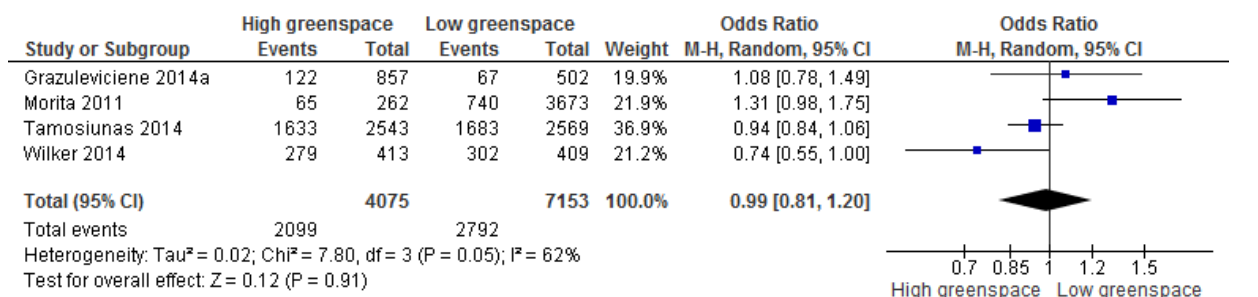 High greenspace Low greenspace Odds Ratio Odds Ratio
Study or Subgroup Events Total Events Total Weight M-H, Random, 95% CI M-H, Random, 95% CI
Grazuleviciene 2014a 122 857 67 502 19.9% 1.08 [0.78, 1.49]
Morita 2011 65 262 740 3673 21.9% 1.31 [0.98, 1.75]
Tamosiunas 2014 1633 2543 1683 2569 36.9% 0.94 [0.84, 1.06]
Wilker 2014 279 413 302 409 21.2% 0.74 [0.55, 1.00]
Total (95% CI) 4075 7153 100.0% 0.99 [0.81, 1.20]
Total events 2099 2792
Heterogeneity: Tau² = 0.02; Chi² = 7.80, df = 3 (P = 0.05); I² = 62%
Test for overall effect: Z = 0.12 (P = 0.91)
0.7 0.85 1 1.2 1.5
High greenspace Low greenspace